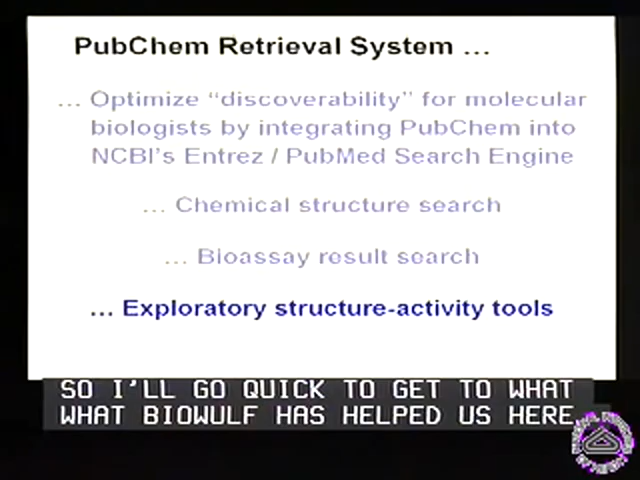 PubChem Retrieval System ...
... Optimize “discoverability” for molecular
biologists by integrating PubChem into
NCBI's Entrez / PubMed Search Engine
... Chemical structure search
... Bioassay result search
... Exploratory structure-activity tools
SO I'LL GO QUICK TO GET TO WHAT
WHAT BIOWULF HAS HELPED US HERE